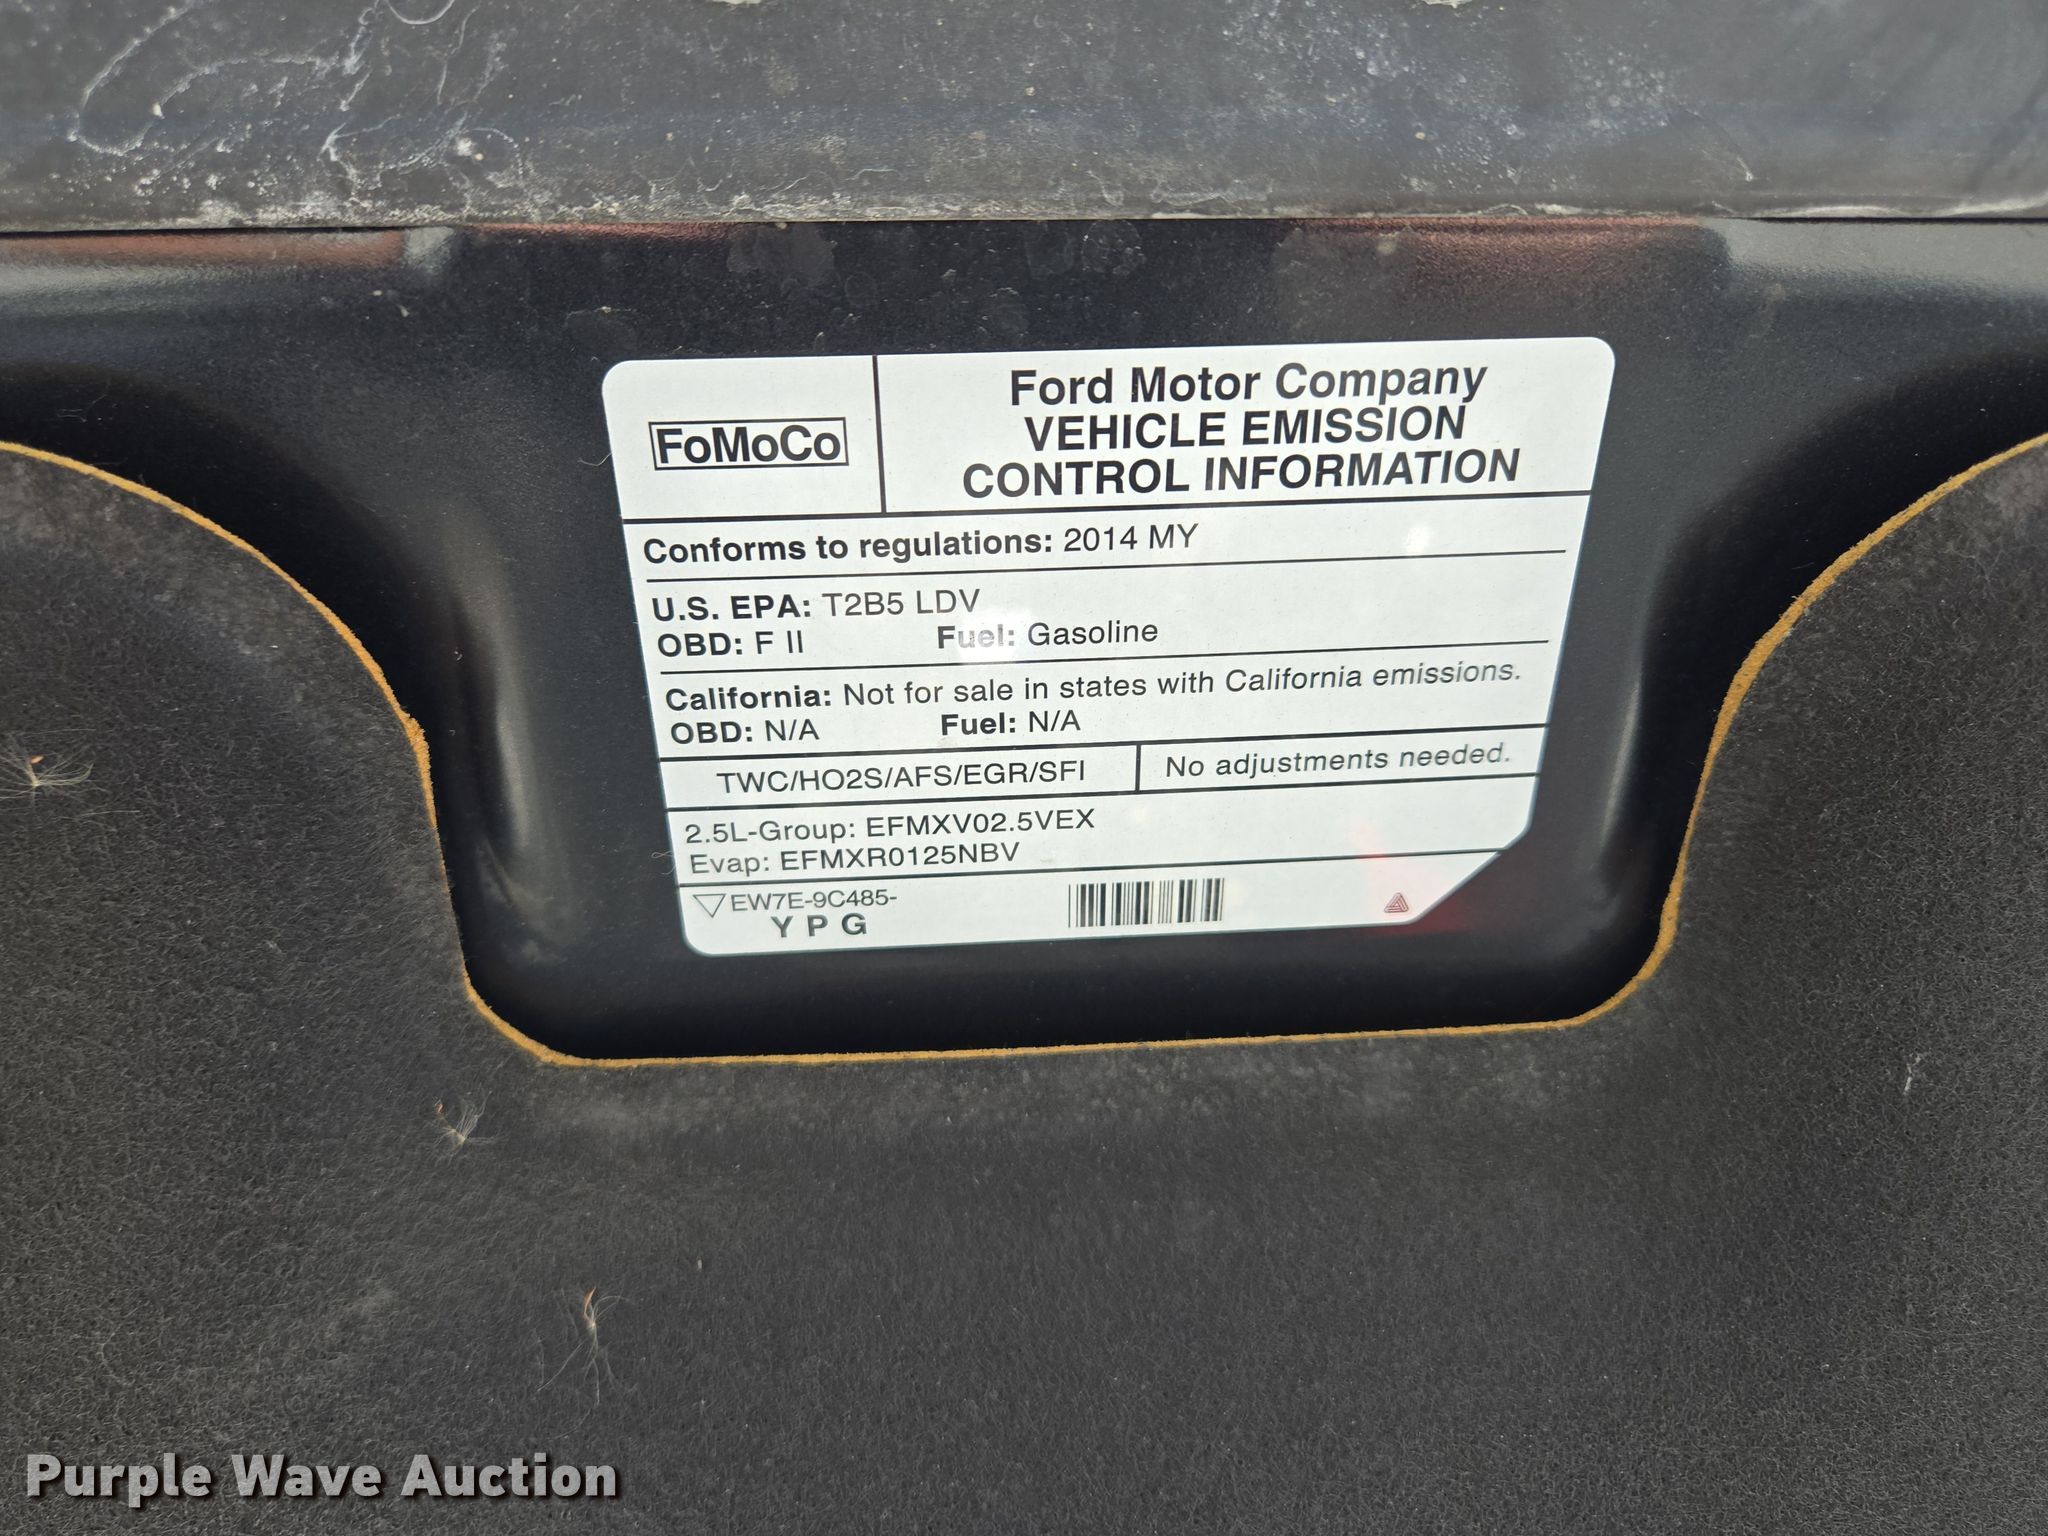 FoMoCo
Ford Motor Company
VEHICLE EMISSION
CONTROL INFORMATION
Conforms to regulations: 2014 MY
U.S. EPA: T2B5 LDV
OBD: F II Fuel: Gasoline
California: Not for sale in states with California emissions.
OBD: N/A Fuel: N/A
TWC/HO2S/AFS/EGR/SFI No adjustments needed.
2.5L-Group: EFMXV02.5VEX
Evap: EFMXR0125NBV
EW7E-9C485-
Y P G
Purple Wave Auction